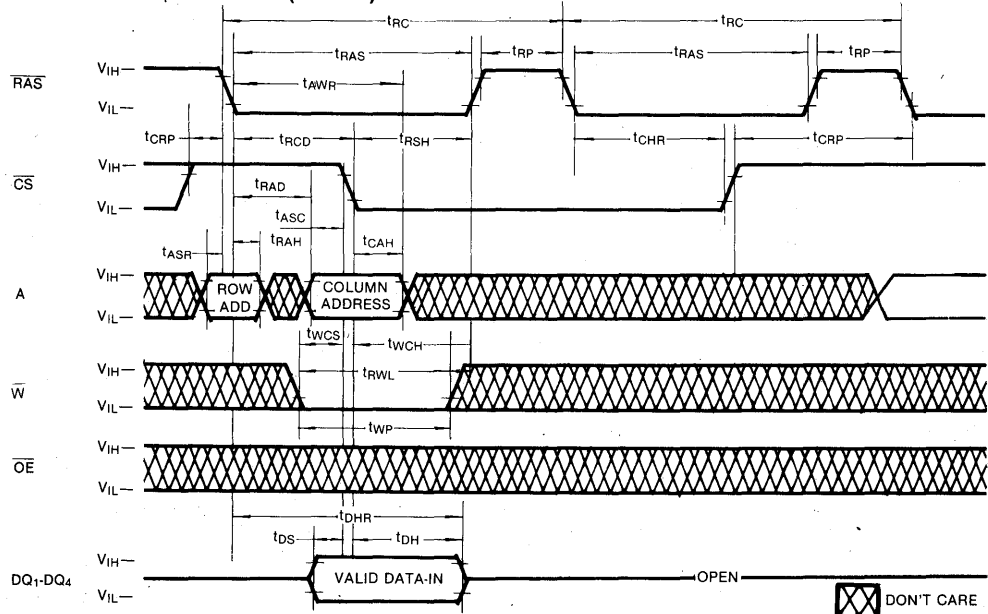 tRC tRC
tRAS tRP tRAS tRP
tAWR
RAS VIH VIL
tCRP tRCD tRSH tCHR tCRP
CS VIH VIL
tRAD
tASC
tRAH
tASR tCAH
A VIH VIL
ROW ADD
COLUMN ADDRESS
tWCS tWCH
tRWL
W VIH VIL
tWP
OE VIH VIL
tDHR
tDS tDH
DQ1-DQ4 VIH VIL
VALID DATA-IN
OPEN
DON'T CARE